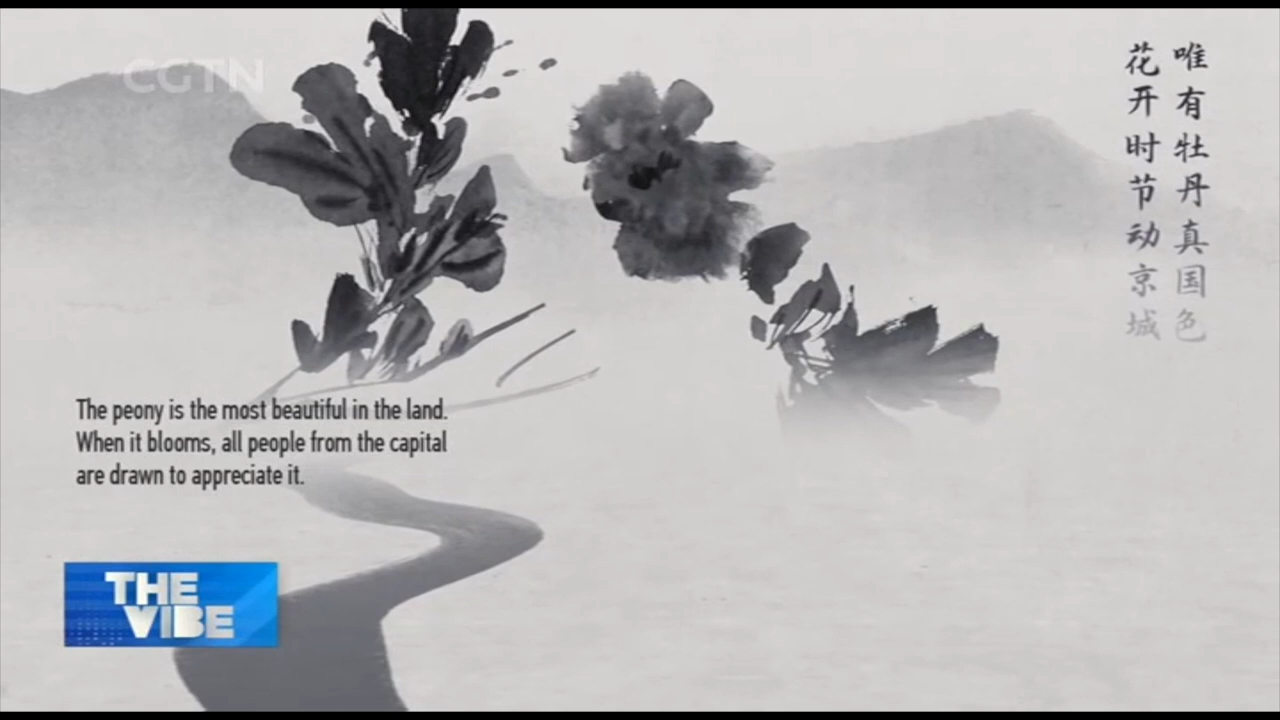 CGTN
唯有牡丹真国色
花开时节动京城
The peony is the most beautiful in the land.
When it blooms, all people from the capital
are drawn to appreciate it.
THE
VIBE